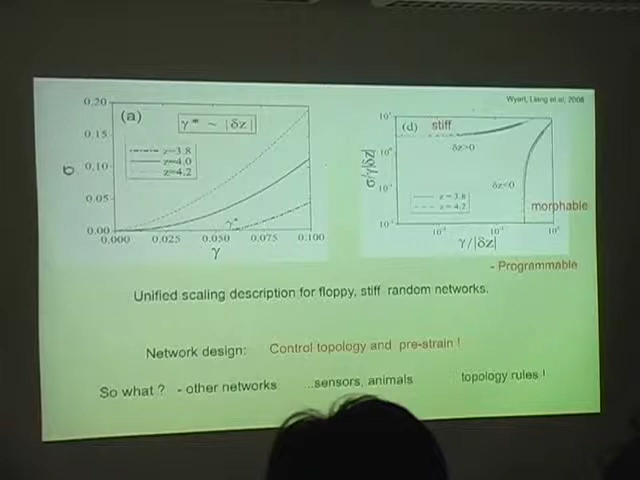 Wyart, Liang et al, 2008
(a)
γ* ~ |δz|
0.20
0.15
0.10
0.05
0.00
σ
z=3.8
z=4.0
z=4.2
γ*
0.000 0.025 0.050 0.075 0.100
γ
(d)
stiff
δz>0
δz<0
σ/γ|δz|
z = 3.8
z = 4.2
morphable
γ/|δz|
- Programmable
Unified scaling description for floppy, stiff random networks.
Network design: Control topology and pre-strain !
So what ? - other networks ...sensors, animals topology rules !